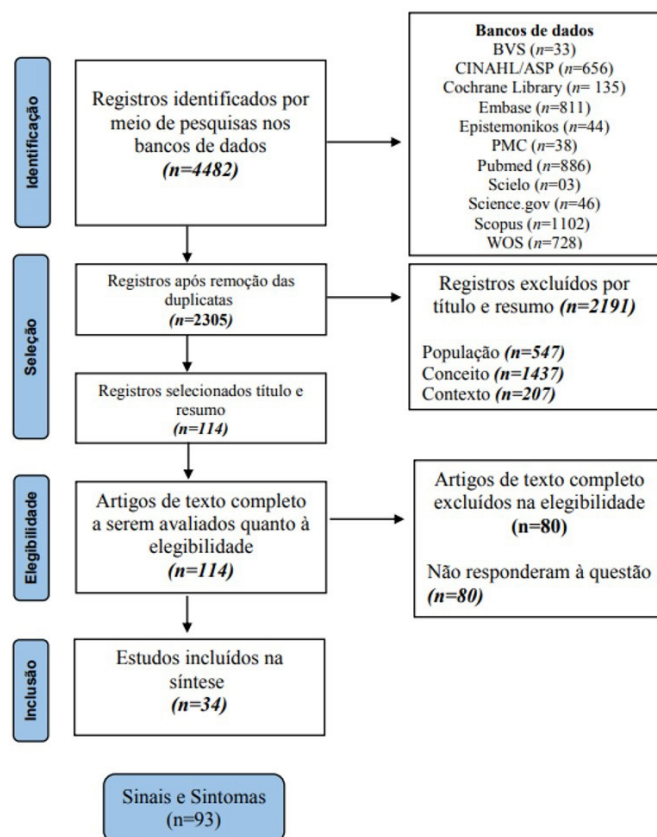 Identificação
Registros identificados por
meio de pesquisas nos
bancos de dados
(n=4482)
Bancos de dados
BVS (n=33)
CINAHL/ASP (n=656)
Cochrane Library (n= 135)
Embase (n=811)
Epistemonikos (n=44)
PMC (n=38)
Pubmed (n=886)
Scielo (n=03)
Science.gov (n=46)
Scopus (n=1102)
WOS (n=728)
Seleção
Registros após remoção das
duplicatas
(n=2305)
Registros excluídos por
título e resumo (n=2191)
População (n=547)
Conceito (n=1437)
Contexto (n=207)
Registros selecionados título e
resumo
(n=114)
Elegibilidade
Artigos de texto completo
a serem avaliados quanto à
elegibilidade
(n=114)
Artigos de texto completo
excluídos na elegibilidade
(n=80)
Não responderam à questão
(n=80)
Inclusão
Estudos incluídos na
síntese
(n=34)
Sinais e Sintomas
(n=93)